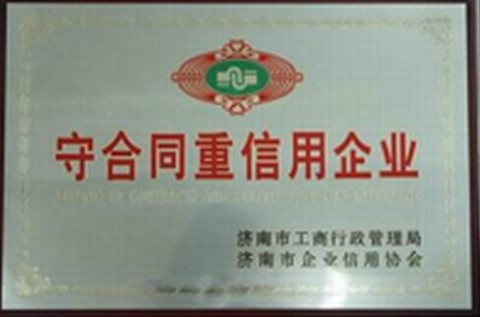 守合同重信用企业
济南市工商行政管理局
济南市企业信用协会